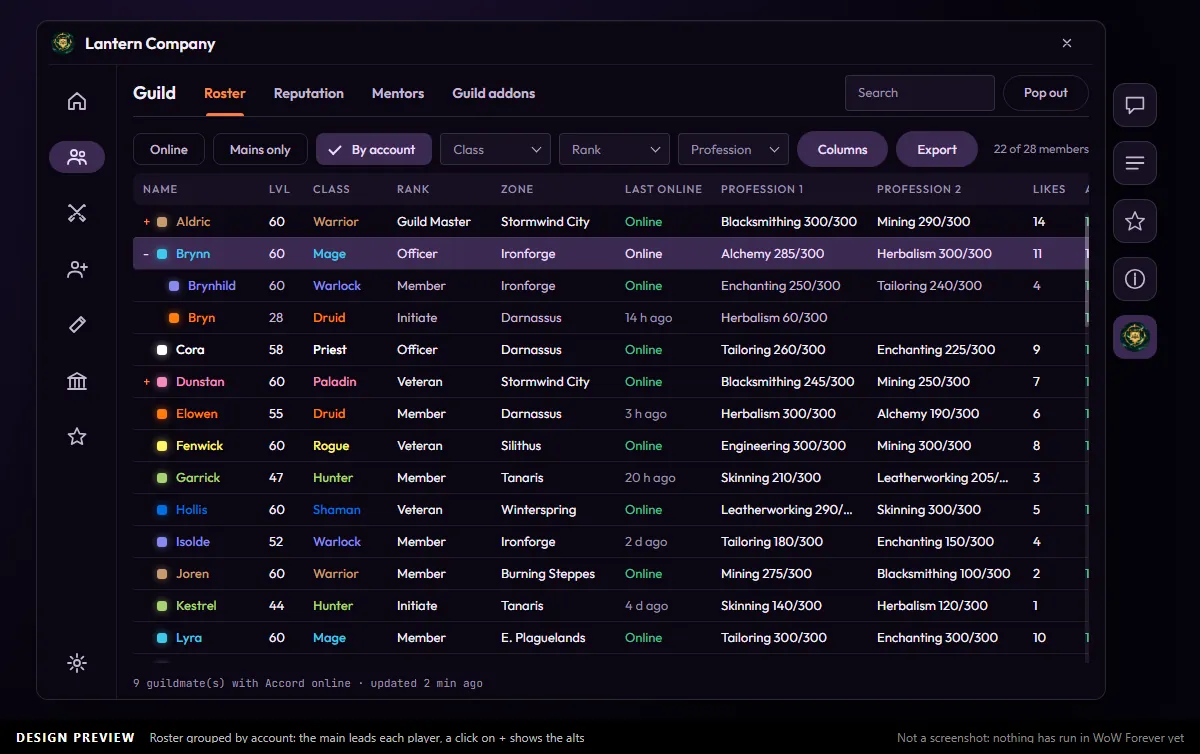 Lantern Company
Guild Roster Reputation Mentors Guild addons Search Pop out
Online Mains only By account Class Rank Profession Columns Export 22 of 28 members
NAME LVL CLASS RANK ZONE LAST ONLINE PROFESSION 1 PROFESSION 2 LIKES
+ Aldric 60 Warrior Guild Master Stormwind City Online Blacksmithing 300/300 Mining 290/300 14
- Brynn 60 Mage Officer Ironforge Online Alchemy 285/300 Herbalism 300/300 11
Brynhild 60 Warlock Member Ironforge Online Enchanting 250/300 Tailoring 240/300 4
Bryn 28 Druid Initiate Darnassus 14 h ago Herbalism 60/300
Cora 58 Priest Officer Darnassus Online Tailoring 260/300 Enchanting 225/300 9
+ Dunstan 60 Paladin Veteran Stormwind City Online Blacksmithing 245/300 Mining 250/300 7
Elowen 55 Druid Member Darnassus 3 h ago Herbalism 300/300 Alchemy 190/300 6
Fenwick 60 Rogue Veteran Silithus Online Engineering 300/300 Mining 300/300 8
Garrick 47 Hunter Member Tanaris 20 h ago Skinning 210/300 Leatherworking 205/... 3
Hollis 60 Shaman Veteran Winterspring Online Leatherworking 290/... Skinning 300/300 5
Isolde 52 Warlock Member Ironforge 2 d ago Tailoring 180/300 Enchanting 150/300 4
Joren 60 Warrior Member Burning Steppes Online Mining 275/300 Blacksmithing 100/300 2
Kestrel 44 Hunter Initiate Tanaris 4 d ago Skinning 140/300 Herbalism 120/300 1
Lyra 60 Mage Member E. Plaguelands Online Tailoring 300/300 Enchanting 300/300 10
9 guildmate(s) with Accord online · updated 2 min ago
DESIGN PREVIEW Roster grouped by account: the main leads each player, a click on + shows the alts Not a screenshot: nothing has run in WoW Forever yet